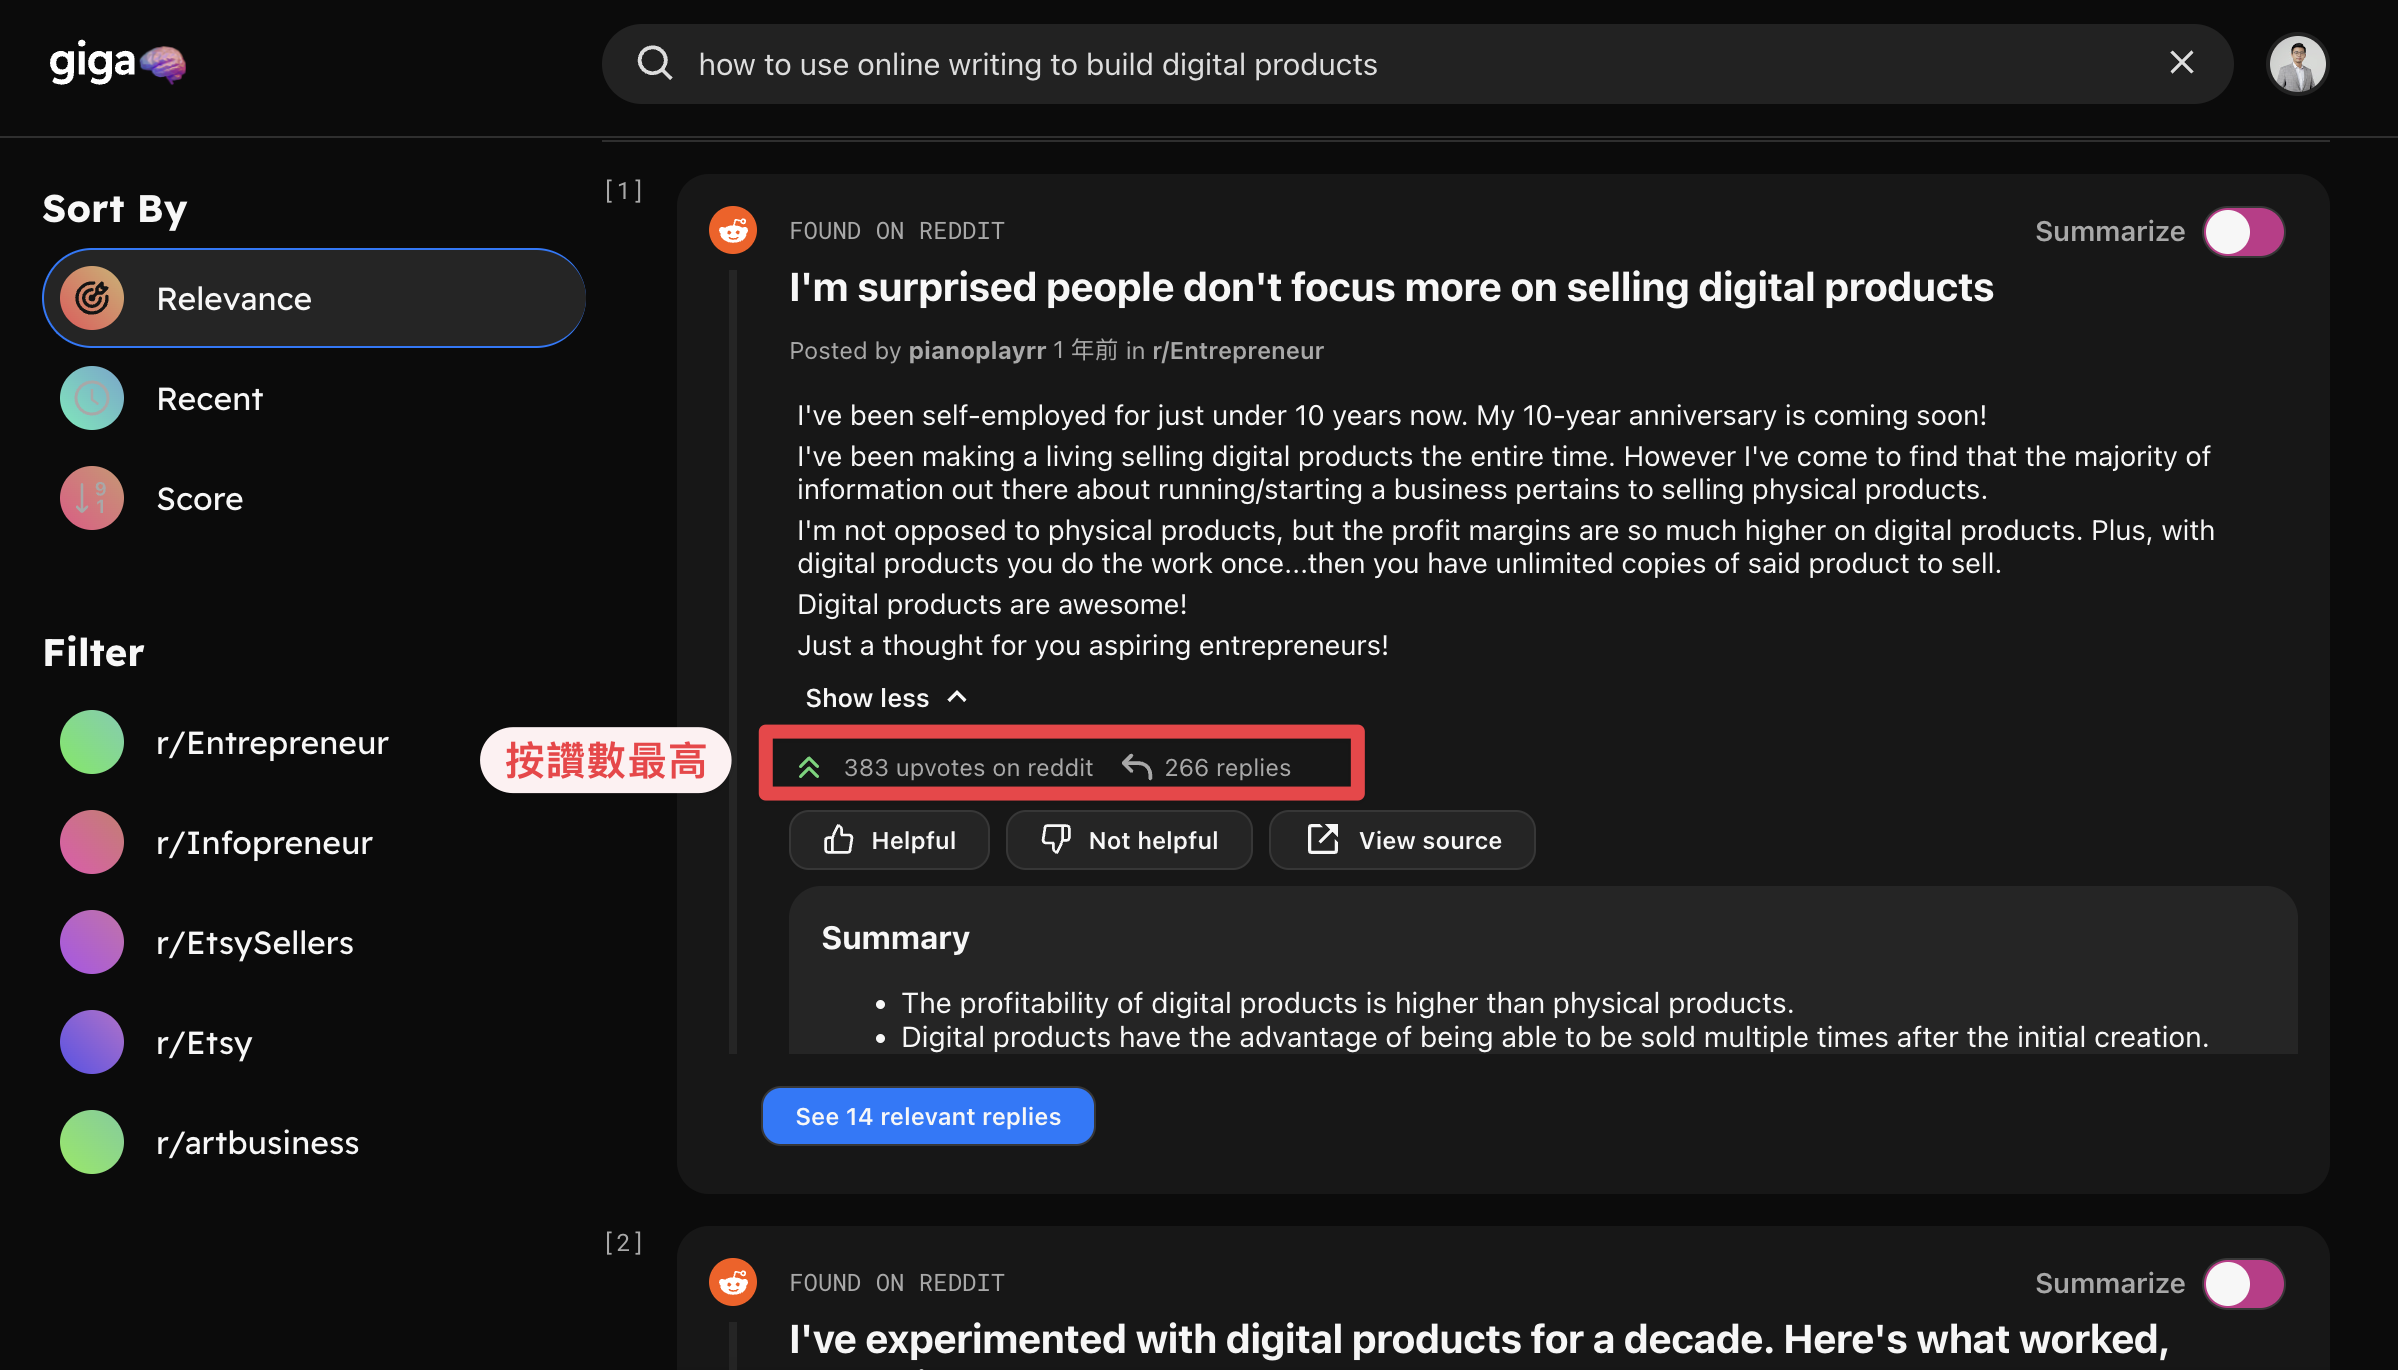 giga
how to use online writing to build digital products
Sort By
Relevance
Recent
Score
Filter
r/Entrepreneur
r/Infopreneur
r/EtsySellers
r/Etsy
r/artbusiness
[1]
FOUND ON REDDIT
Summarize
I'm surprised people don't focus more on selling digital products
Posted by pianoplayrr 1 年前 in r/Entrepreneur
I've been self-employed for just under 10 years now. My 10-year anniversary is coming soon!
I've been making a living selling digital products the entire time. However I've come to find that the majority of
information out there about running/starting a business pertains to selling physical products.
I'm not opposed to physical products, but the profit margins are so much higher on digital products. Plus, with
digital products you do the work once...then you have unlimited copies of said product to sell.
Digital products are awesome!
Just a thought for you aspiring entrepreneurs!
Show less
按讚數最高
383 upvotes on reddit 266 replies
Helpful Not helpful View source
Summary
• The profitability of digital products is higher than physical products.
• Digital products have the advantage of being able to be sold multiple times after the initial creation.
See 14 relevant replies
[2]
FOUND ON REDDIT
Summarize
I've experimented with digital products for a decade. Here's what worked,